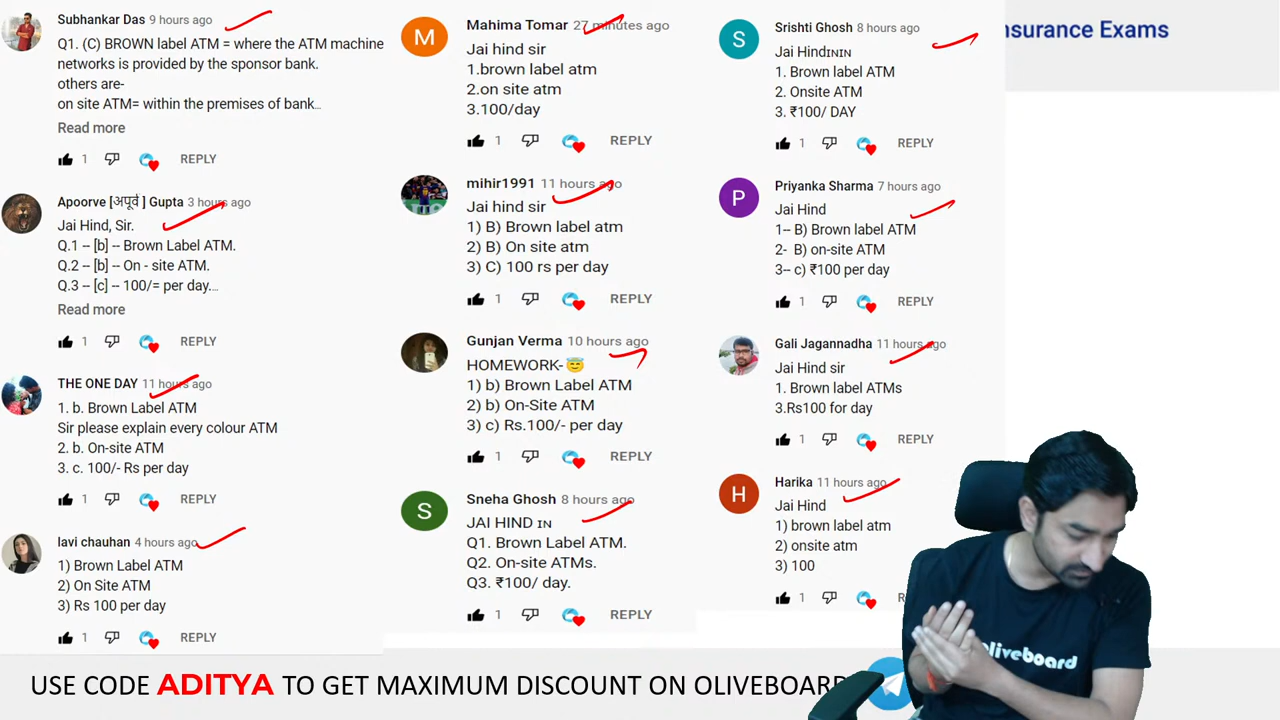 Subhankar Das 9 hours ago
Q1. (C) BROWN label ATM = where the ATM machine
networks is provided by the sponsor bank.
others are-
on site ATM= within the premises of bank...
Read more
1 REPLY
Apoorve [अपूर्व ] Gupta 3 hours ago
Jai Hind, Sir.
Q.1 -- [b] -- Brown Label ATM.
Q.2 -- [b] -- On - site ATM.
Q.3 -- [c] -- 100/= per day....
Read more
1 REPLY
THE ONE DAY 11 hours ago
1. b. Brown Label ATM
Sir please explain every colour ATM
2. b. On-site ATM
3. c. 100/- Rs per day
1 REPLY
lavi chauhan 4 hours ago
1) Brown Label ATM
2) On Site ATM
3) Rs 100 per day
1 REPLY
M
Mahima Tomar 27 minutes ago
Jai hind sir
1.brown label atm
2.on site atm
3.100/day
1 REPLY
mihir1991 11 hours ago
Jai hind sir
1) B) Brown label atm
2) B) On site atm
3) C) 100 rs per day
1 REPLY
Gunjan Verma 10 hours ago
HOMEWORK-😇
1) b) Brown Label ATM
2) b) On-Site ATM
3) c) Rs.100/- per day
1 REPLY
S
Sneha Ghosh 8 hours ago
JAI HIND IN
Q1. Brown Label ATM.
Q2. On-site ATMs.
Q3. ₹100/ day.
1 REPLY
S
Srishti Ghosh 8 hours ago
Jai HindININ
1. Brown label ATM
2. Onsite ATM
3. ₹100/ DAY
1 REPLY
P
Priyanka Sharma 7 hours ago
Jai Hind
1-- B) Brown label ATM
2- B) on-site ATM
3-- c) ₹100 per day
1 REPLY
Gali Jagannadha 11 hours ago
Jai Hind sir
1. Brown label ATMs
3.Rs100 for day
1 REPLY
H
Harika 11 hours ago
Jai Hind
1) brown label atm
2) onsite atm
3) 100
1
nsurance Exams
oliveboard
USE CODE ADITYA TO GET MAXIMUM DISCOUNT ON OLIVEBOARD